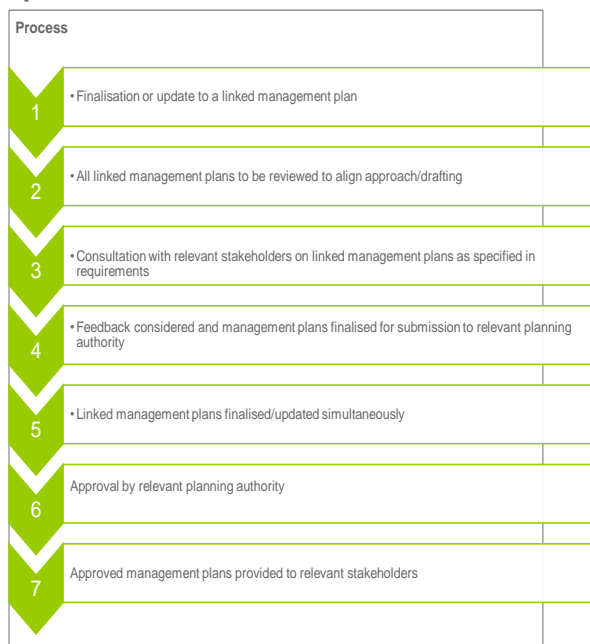 Process
1
• Finalisation or update to a linked management plan
2
• All linked management plans to be reviewed to align approach/drafting
3
• Consultation with relevant stakeholders on linked management plans as specified in
requirements
4
• Feedback considered and management plans finalised for submission to relevant planning
authority
5
• Linked management plans finalised/updated simultaneously
6
Approval by relevant planning authority
7
Approved management plans provided to relevant stakeholders